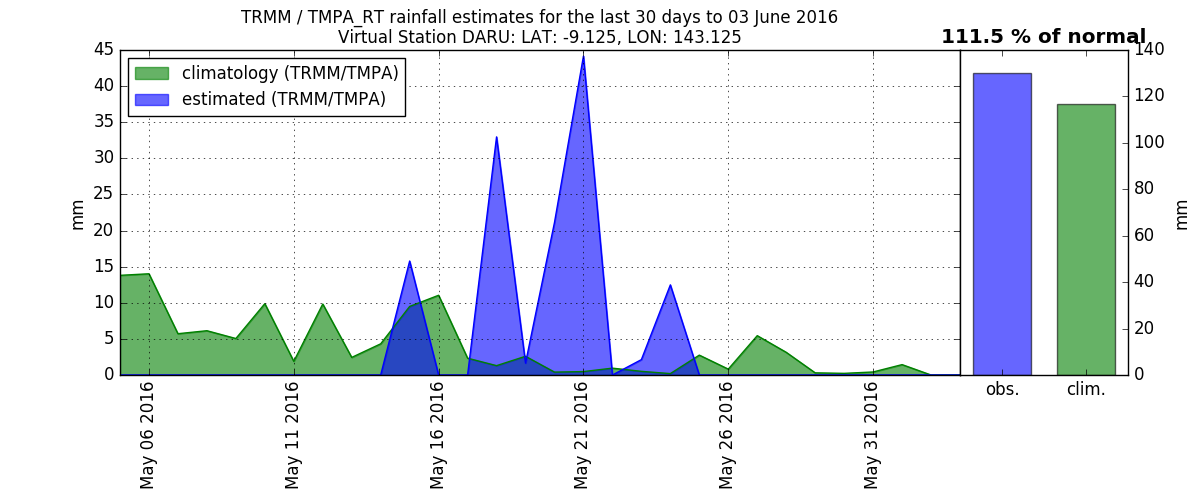 TRMM / TMPA_RT rainfall estimates for the last 30 days to 03 June 2016
Virtual Station DARU: LAT: -9.125, LON: 143.125
111.5 % of normal
climatology (TRMM/TMPA)
estimated (TRMM/TMPA)
45
40
35
30
25
20
15
10
5
0
mm
May 06 2016
May 11 2016
May 16 2016
May 21 2016
May 26 2016
May 31 2016
140
120
100
80
60
40
20
0
mm
obs.
clim.